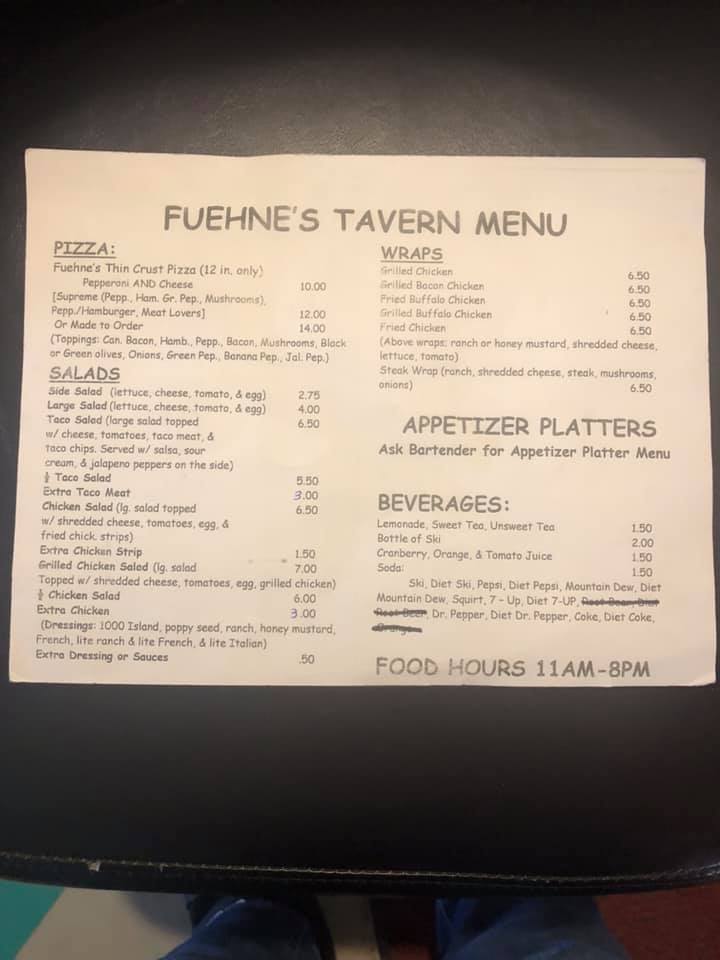 FUEHNE'S TAVERN MENU
PIZZA:
Fuehne's Thin Crust Pizza (12 in. only)
Pepperoni AND Cheese 10.00
[Supreme (Pepp., Ham. Gr. Pep., Mushrooms),
Pepp./Hamburger, Meat Lovers] 12.00
Or Made to Order 14.00
(Toppings: Can. Bacon, Hamb., Pepp., Bacon, Mushrooms, Black
or Green olives, Onions, Green Pep., Banana Pep., Jal. Pep.)
SALADS
Side Salad (lettuce, cheese, tomato, & egg) 2.75
Large Salad (lettuce, cheese, tomato, & egg) 4.00
Taco Salad (large salad topped 6.50
w/ cheese, tomatoes, taco meat, &
taco chips. Served w/ salsa, sour
cream, & jalapeno peppers on the side)
½ Taco Salad 5.50
Extra Taco Meat 3.00
Chicken Salad (lg. salad topped 6.50
w/ shredded cheese, tomatoes, egg, &
fried chick. strips)
Extra Chicken Strip 1.50
Grilled Chicken Salad (lg. salad 7.00
Topped w/ shredded cheese, tomatoes, egg, grilled chicken)
½ Chicken Salad 6.00
Extra Chicken 3.00
(Dressings: 1000 Island, poppy seed, ranch, honey mustard,
French, lite ranch & lite French, & lite Italian)
Extra Dressing or Sauces .50
WRAPS
Grilled Chicken 6.50
Grilled Bacon Chicken 6.50
Fried Buffalo Chicken 6.50
Grilled Buffalo Chicken 6.50
Fried Chicken 6.50
(Above wraps: ranch or honey mustard, shredded cheese,
lettuce, tomato)
Steak Wrap (ranch, shredded cheese, steak, mushrooms,
onions) 6.50
APPETIZER PLATTERS
Ask Bartender for Appetizer Platter Menu
BEVERAGES:
Lemonade, Sweet Tea, Unsweet Tea 1.50
Bottle of Ski 2.00
Cranberry, Orange, & Tomato Juice 1.50
Soda: 1.50
Ski, Diet Ski, Pepsi, Diet Pepsi, Mountain Dew, Diet
Mountain Dew, Squirt, 7 - Up, Diet 7-UP, Root Beer, Diet
Root Beer, Dr. Pepper, Diet Dr. Pepper, Coke, Diet Coke,
Orange
FOOD HOURS 11AM-8PM